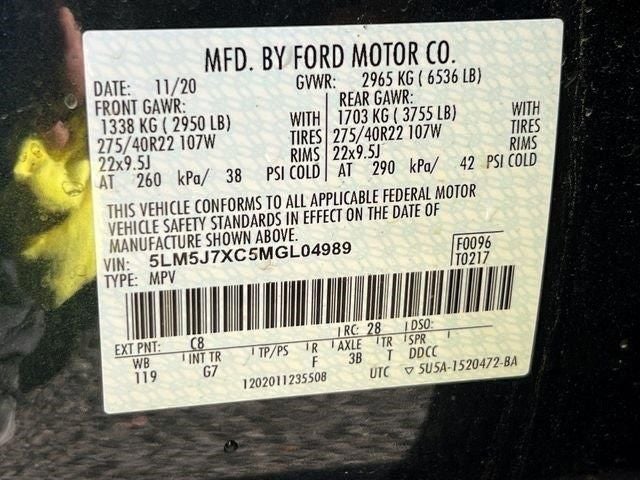 MFD. BY FORD MOTOR CO.
DATE: 11/20 GVWR: 2965 KG ( 6536 LB)
FRONT GAWR: REAR GAWR:
1338 KG ( 2950 LB) WITH 1703 KG ( 3755 LB) WITH
275/40R22 107W TIRES 275/40R22 107W TIRES
22x9.5J RIMS 22x9.5J RIMS
AT 260 kPa/ 38 PSI COLD AT 290 kPa/ 42 PSI COLD
THIS VEHICLE CONFORMS TO ALL APPLICABLE FEDERAL MOTOR
VEHICLE SAFETY STANDARDS IN EFFECT ON THE DATE OF
MANUFACTURE SHOWN ABOVE.
VIN: 5LM5J7XC5MGL04989 F0096
TYPE: MPV T0217
EXT PNT: C8 RC: 28 DSO:
WB INT TR TP/PS R AXLE TR SPR
119 G7 F 3B T DDCC
1202011235508 UTC ▽ 5U5A-1520472-BA